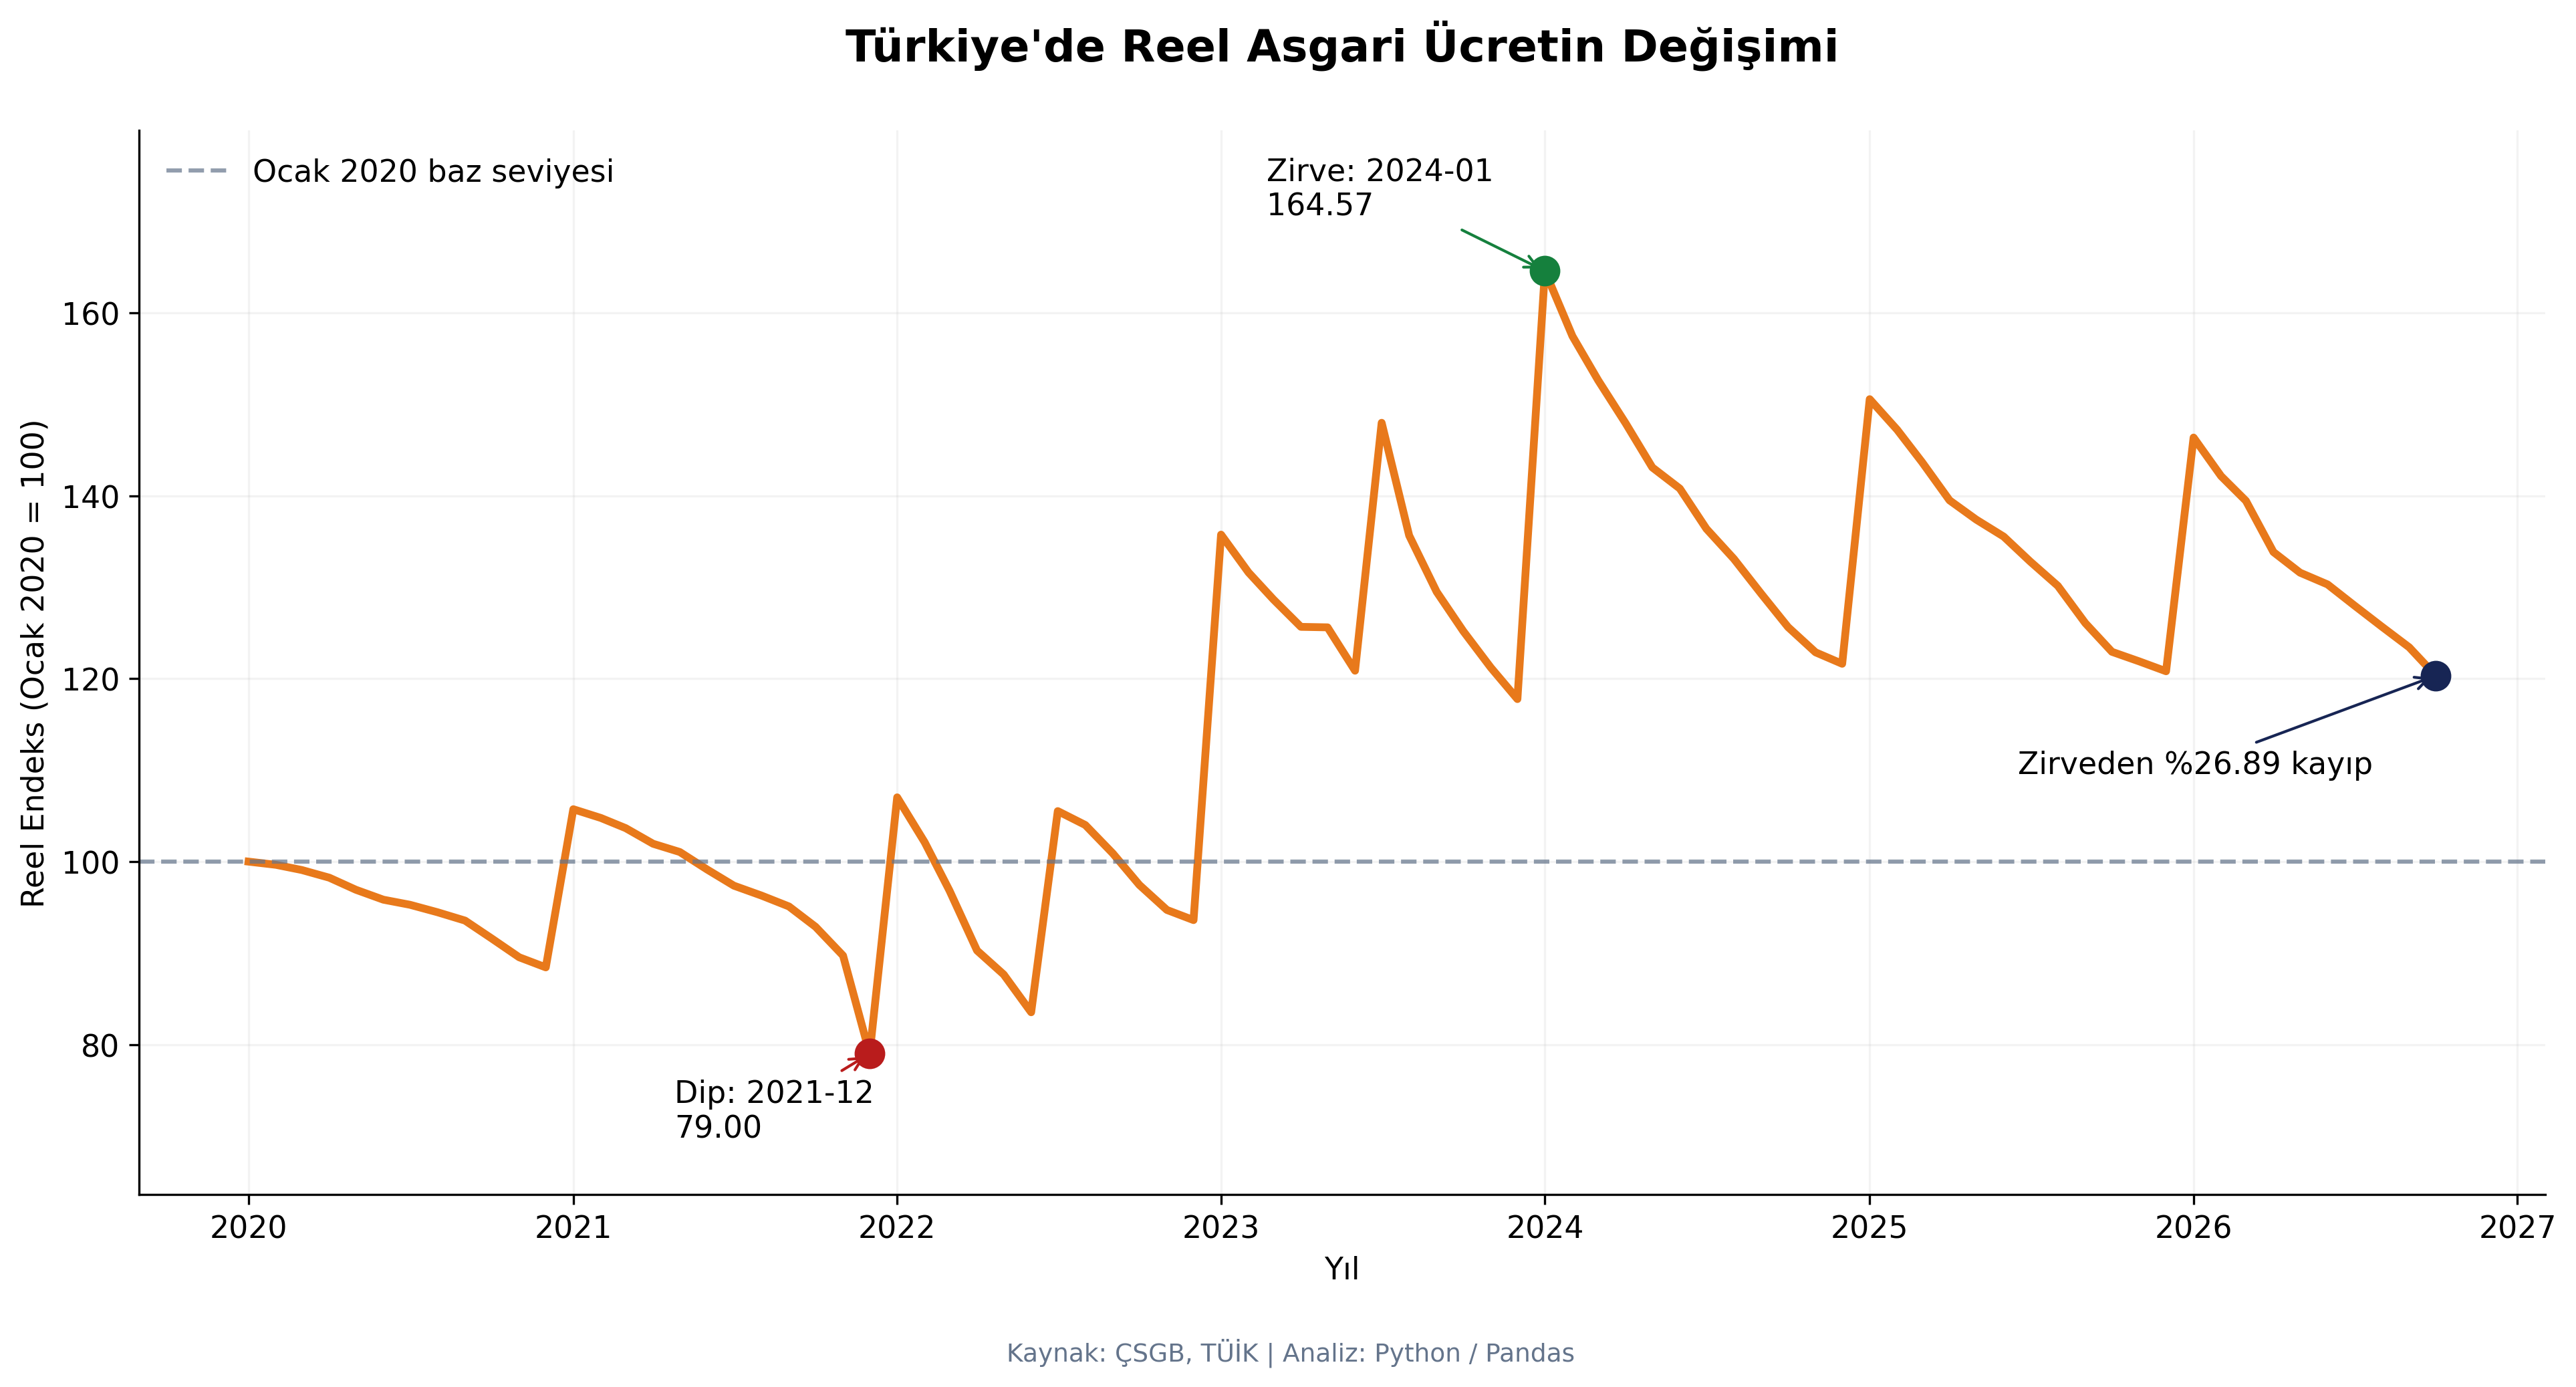 Türkiye'de Reel Asgari Ücretin Değişimi
Ocak 2020 baz seviyesi
Zirve: 2024-01
164.57
Reel Endeks (Ocak 2020 = 100)
160
140
120
100
80
Zirveden %26.89 kayıp
Dip: 2021-12
79.00
2020 2021 2022 2023 2024 2025 2026 2027
Yıl
Kaynak: ÇSGB, TÜİK | Analiz: Python / Pandas